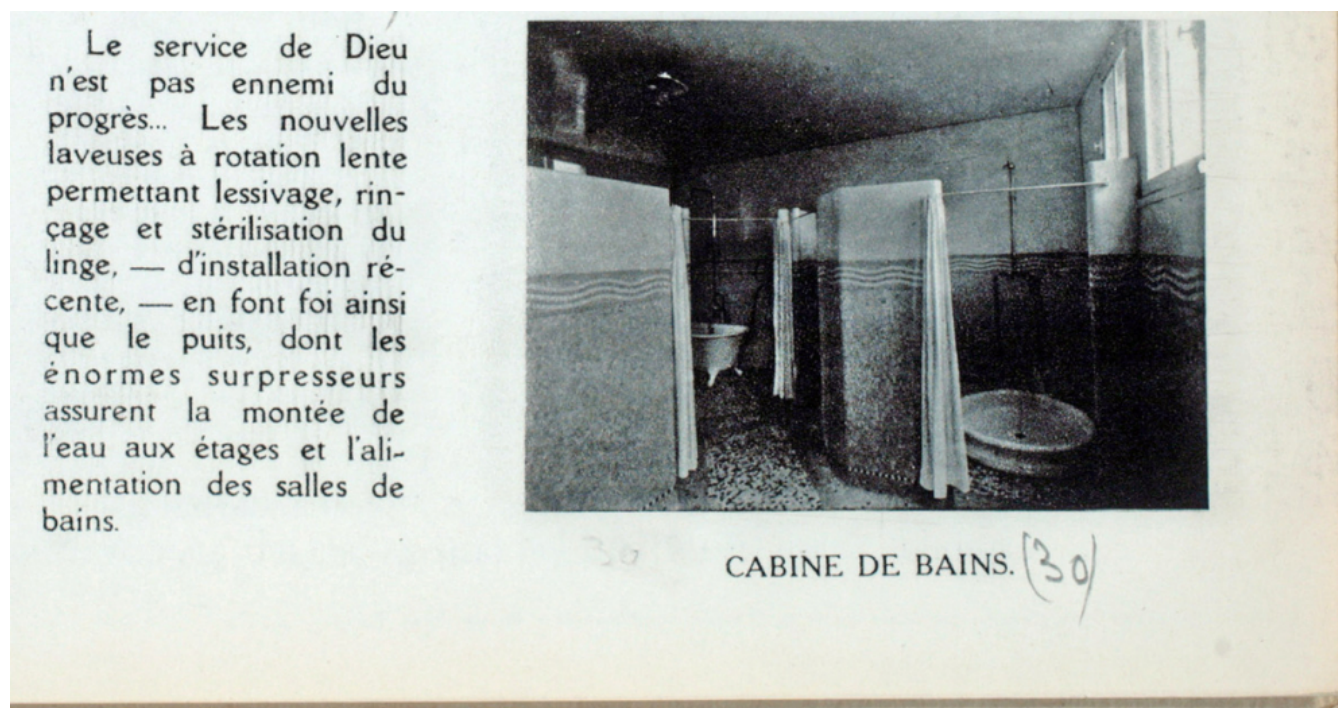 Le service de Dieu
n'est pas ennemi du
progrès... Les nouvelles
laveuses à rotation lente
permettant lessivage, rin-
çage et stérilisation du
linge, — d'installation ré-
cente, — en font foi ainsi
que le puits, dont les
énormes surpresseurs
assurent la montée de
l'eau aux étages et l'ali-
mentation des salles de
bains.
30
CABINE DE BAINS. (30)